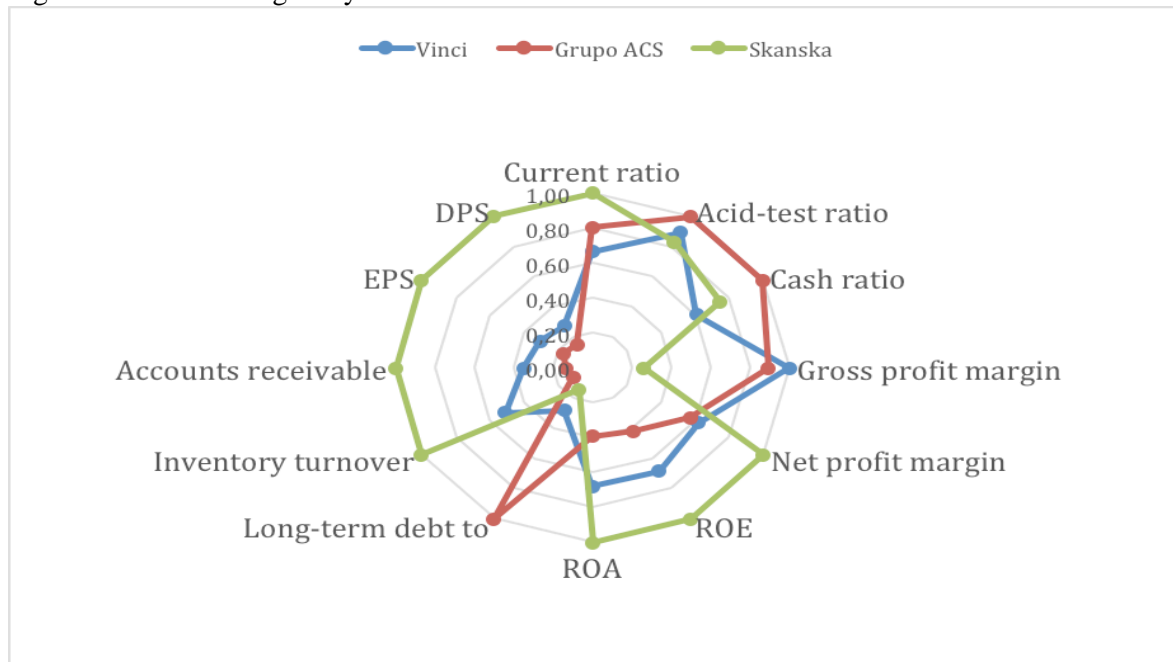 Vinci Grupo ACS Skanska
Current ratio
1,00
DPS
Acid-test ratio
0,80
EPS
0,60
Cash ratio
0,40
0,20
Accounts receivable
0,00
Gross profit margin
Inventory turnover
Net profit margin
Long-term debt to
ROE
ROA